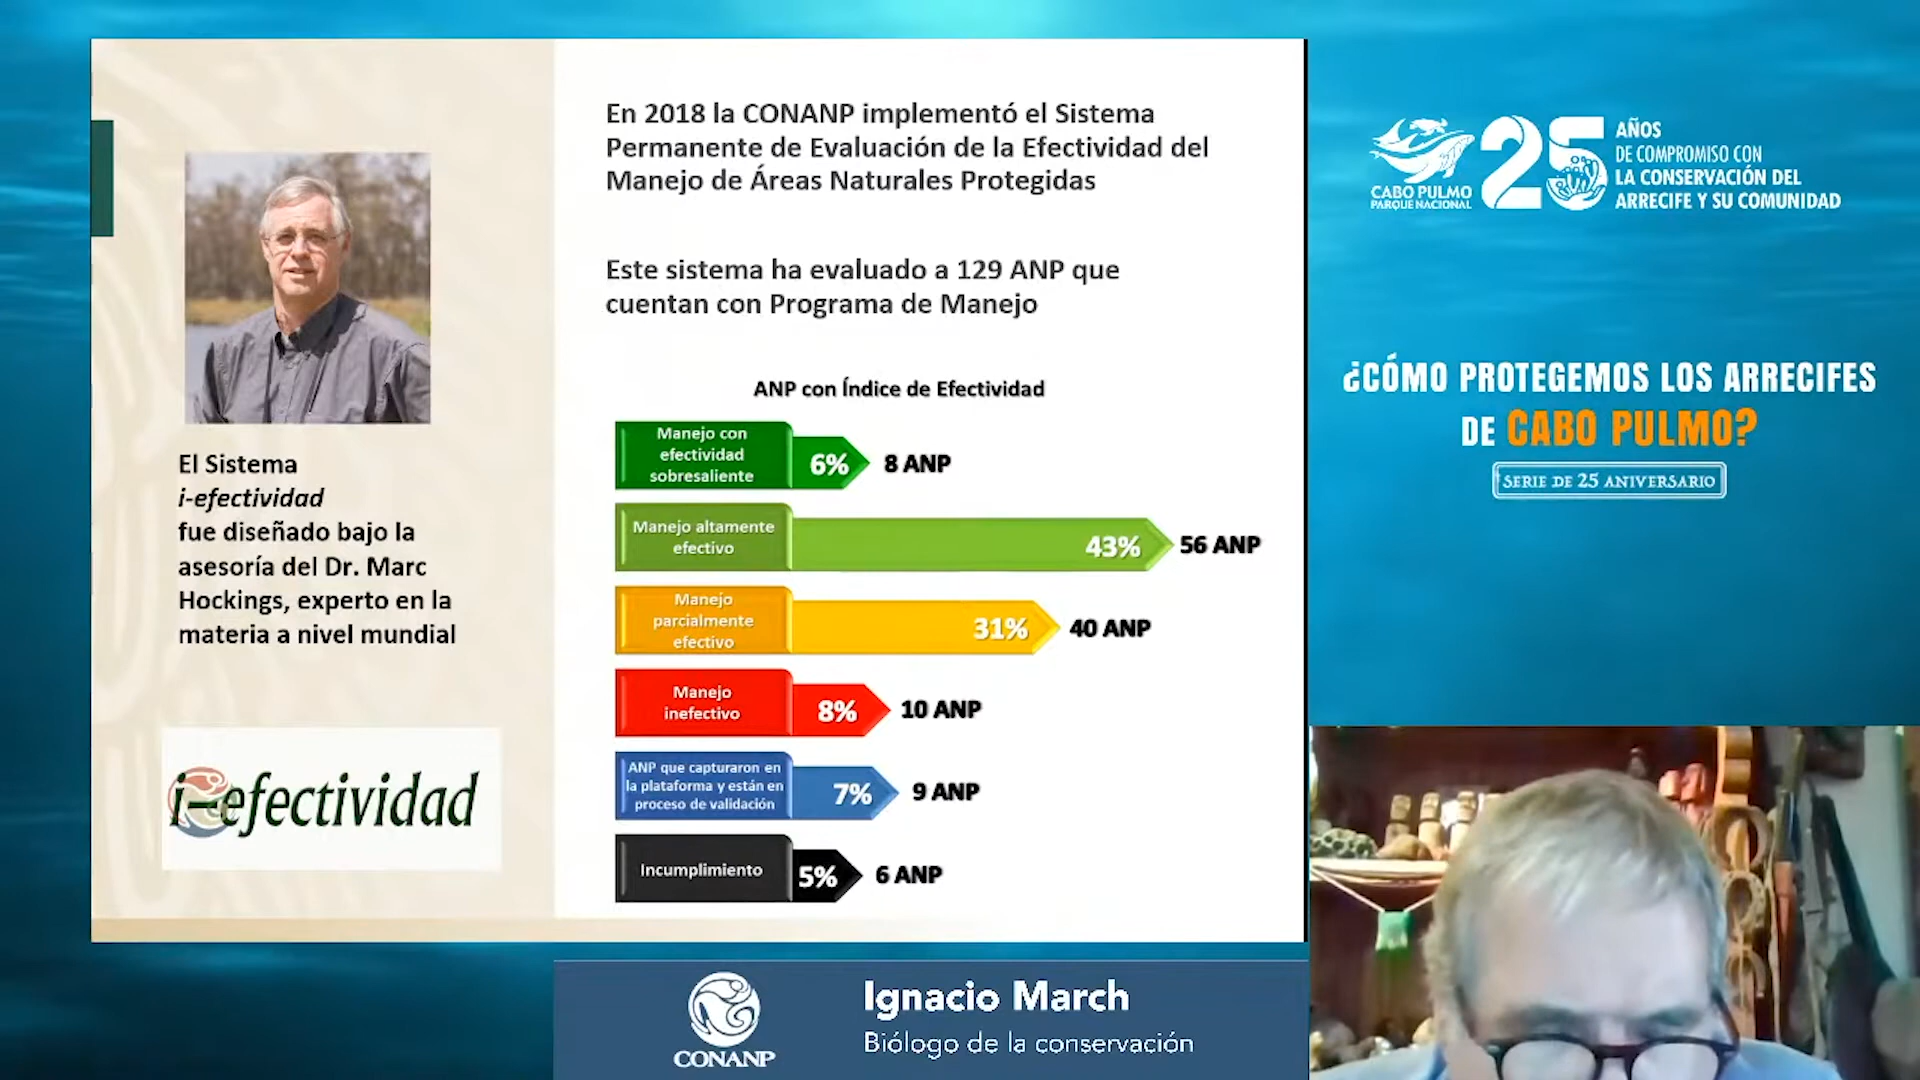 En 2018 la CONANP implementó el Sistema
Permanente de Evaluación de la Efectividad del
Manejo de Áreas Naturales Protegidas
Este sistema ha evaluado a 129 ANP que
cuentan con Programa de Manejo
El Sistema
i-efectividad
fue diseñado bajo la
asesoría del Dr. Marc
Hockings, experto en la
materia a nivel mundial
i-efectividad
ANP con Índice de Efectividad
Manejo con
efectividad
sobresaliente
6%
8 ANP
Manejo altamente
efectivo
43%
56 ANP
Manejo
parcialmente
efectivo
31%
40 ANP
Manejo
inefectivo
8%
10 ANP
ANP que capturaron en
la plataforma y están en
proceso de validación
7%
9 ANP
Incumplimiento
5%
6 ANP
CABO PULMO
PARQUE NACIONAL
25
AÑOS
DE COMPROMISO CON
LA CONSERVACIÓN DEL
ARRECIFE Y SU COMUNIDAD
¿CÓMO PROTEGEMOS LOS ARRECIFES
DE CABO PULMO?
SERIE DE 25 ANIVERSARIO
CONANP
Ignacio March
Biólogo de la conservación